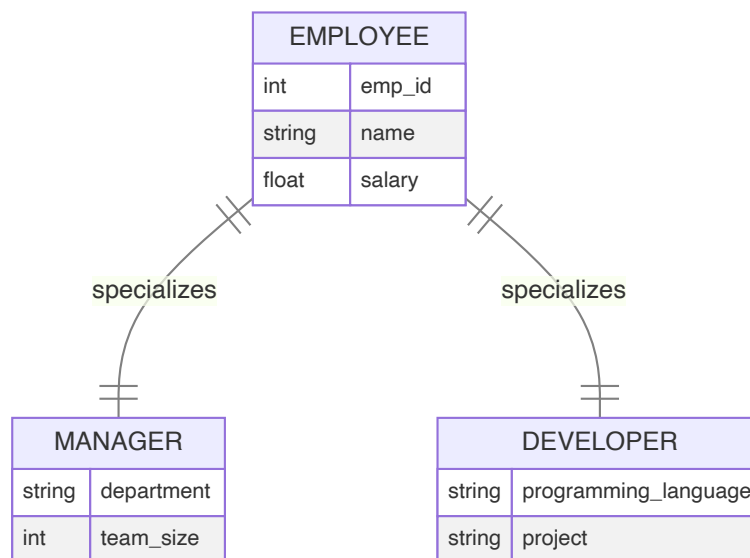 EMPLOYEE
int emp_id
string name
float salary
specializes specializes
MANAGER DEVELOPER
string department string programming_language
int team_size string project